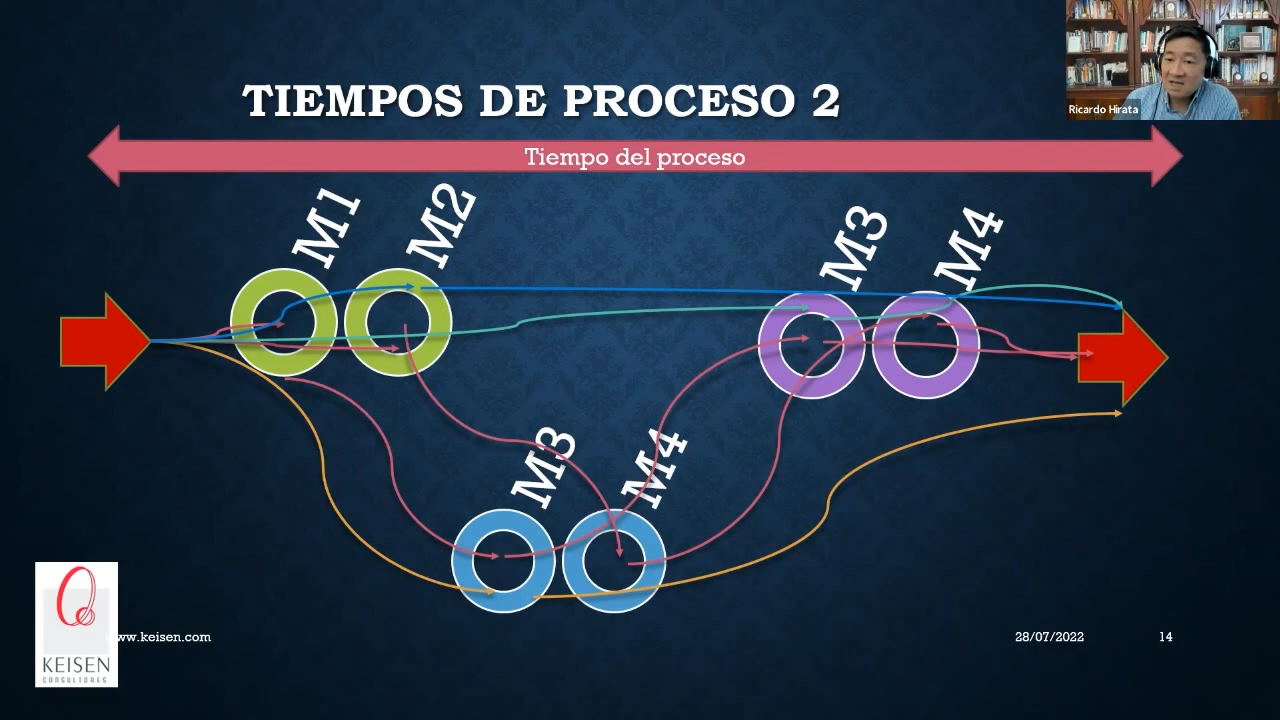 TIEMPOS DE PROCESO 2
Ricardo Hirata
Tiempo del proceso
M1
M2
M3
M4
M3
M4
www.keisen.com
28/07/2022
14
KEISEN
CONSULTORES